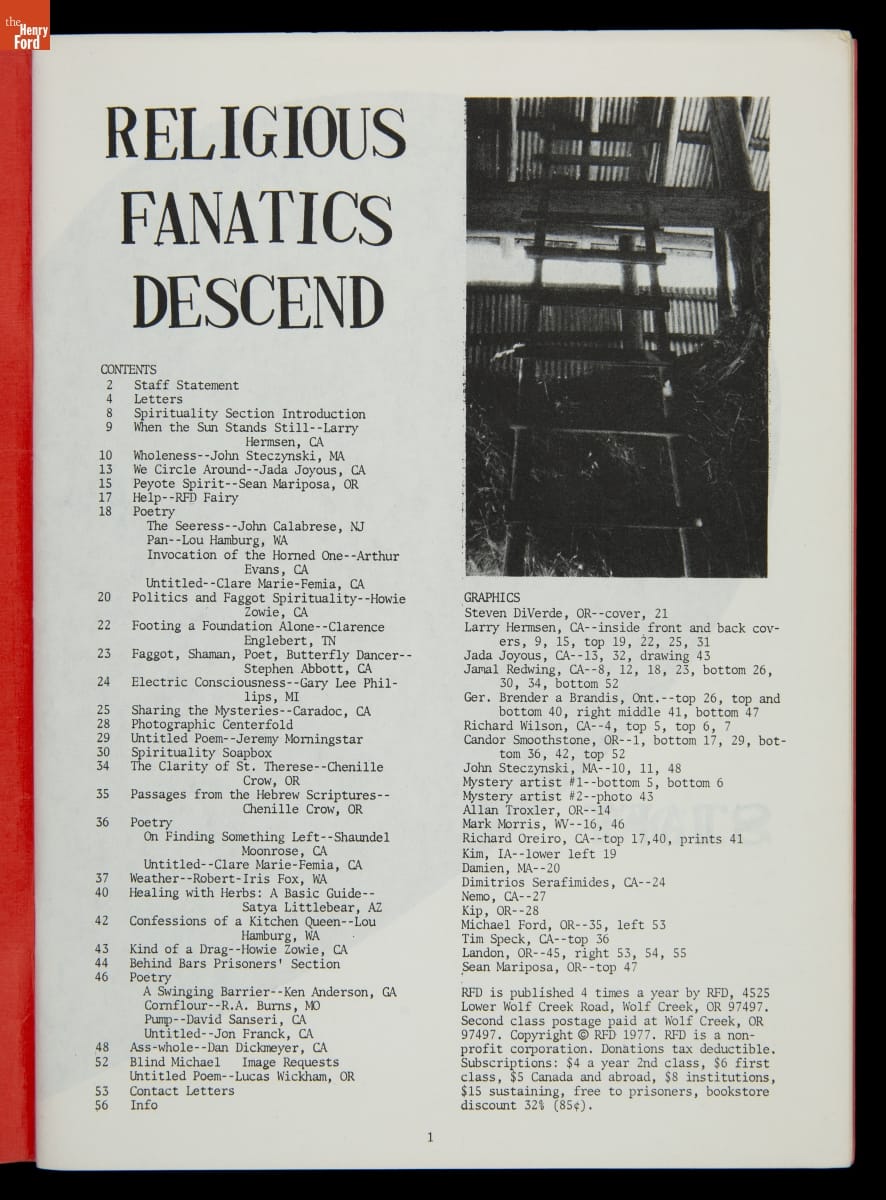 the
Henry
Ford
RELIGIOUS
FANATICS
DESCEND
CONTENTS
2 Staff Statement
4 Letters
8 Spirituality Section Introduction
9 When the Sun Stands Still--Larry
Hermsen, CA
10 Wholeness--John Steczynski, MA
13 We Circle Around--Jada Joyous, CA
15 Peyote Spirit--Sean Mariposa, OR
17 Help--RFD Fairy
18 Poetry
The Seeress--John Calabrese, NJ
Pan--Lou Hamburg, WA
Invocation of the Horned One--Arthur
Evans, CA
Untitled--Clare Marie-Femia, CA
20 Politics and Faggot Spirituality--Howie
Zowie, CA
22 Footing a Foundation Alone--Clarence
Englebert, TN
23 Faggot, Shaman, Poet, Butterfly Dancer--
Stephen Abbott, CA
24 Electric Consciousness--Gary Lee Phil-
lips, MI
25 Sharing the Mysteries--Caradoc, CA
28 Photographic Centerfold
29 Untitled Poem--Jeremy Morningstar
30 Spirituality Soapbox
34 The Clarity of St. Therese--Chenille
Crow, OR
35 Passages from the Hebrew Scriptures--
Chenille Crow, OR
36 Poetry
On Finding Something Left--Shaundel
Moonrose, CA
Untitled--Clare Marie-Femia, CA
37 Weather--Robert-Iris Fox, WA
40 Healing with Herbs: A Basic Guide--
Satya Littlebear, AZ
42 Confessions of a Kitchen Queen--Lou
Hamburg, WA
43 Kind of a Drag--Howie Zowie, CA
44 Behind Bars Prisoners' Section
46 Poetry
A Swinging Barrier--Ken Anderson, GA
Cornflour--R.A. Burns, MO
Pump--David Sanseri, CA
Untitled--Jon Franck, CA
48 Ass-whole--Dan Dickmeyer, CA
52 Blind Michael Image Requests
Untitled Poem--Lucas Wickham, OR
53 Contact Letters
56 Info
GRAPHICS
Steven DiVerde, OR--cover, 21
Larry Hermsen, CA--inside front and back cov-
ers, 9, 15, top 19, 22, 25, 31
Jada Joyous, CA--13, 32, drawing 43
Jamal Redwing, CA--8, 12, 18, 23, bottom 26,
30, 34, bottom 52
Ger. Brender a Brandis, Ont.--top 26, top and
bottom 40, right middle 41, bottom 47
Richard Wilson, CA--4, top 5, top 6, 7
Candor Smoothstone, OR--1, bottom 17, 29, bot-
tom 36, 42, top 52
John Steczynski, MA--10, 11, 48
Mystery artist #1--bottom 5, bottom 6
Mystery artist #2--photo 43
Allan Troxler, OR--14
Mark Morris, WV--16, 46
Richard Oreiro, CA--top 17,40, prints 41
Kim, IA--lower left 19
Damien, MA--20
Dimitrios Serafimides, CA--24
Nemo, CA--27
Kip, OR--28
Michael Ford, OR--35, left 53
Tim Speck, CA--top 36
Landon, OR--45, right 53, 54, 55
Sean Mariposa, OR--top 47
RFD is published 4 times a year by RFD, 4525
Lower Wolf Creek Road, Wolf Creek, OR 97497.
Second class postage paid at Wolf Creek, OR
97497. Copyright © RFD 1977. RFD is a non-
profit corporation. Donations tax deductible.
Subscriptions: $4 a year 2nd class, $6 first
class, $5 Canada and abroad, $8 institutions,
$15 sustaining, free to prisoners, bookstore
discount 32% (85¢).
1